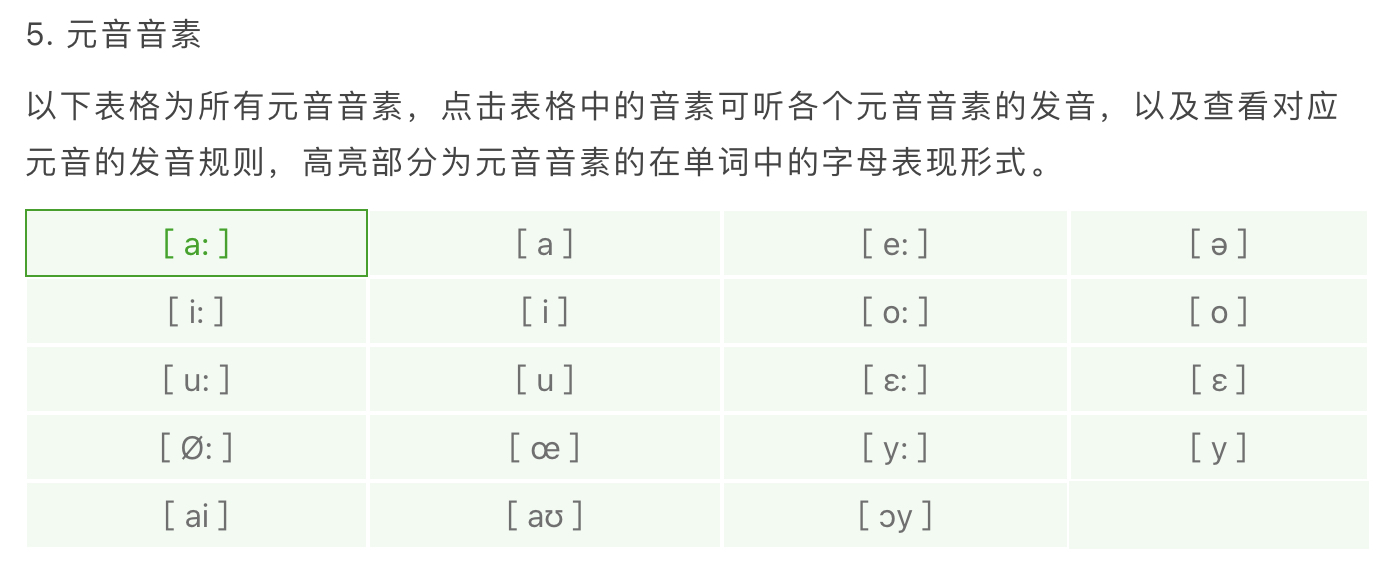 5. 元音音素
以下表格为所有元音音素，点击表格中的音素可听各个元音音素的发音，以及查看对应
元音的发音规则，高亮部分为元音音素的在单词中的字母表现形式。
[ a: ] [ a ] [ e: ] [ ə ]
[ i: ] [ i ] [ o: ] [ o ]
[ u: ] [ u ] [ ɛ: ] [ ɛ ]
[ Ø: ] [ œ ] [ y: ] [ y ]
[ ai ] [ aʊ ] [ ɔy ]